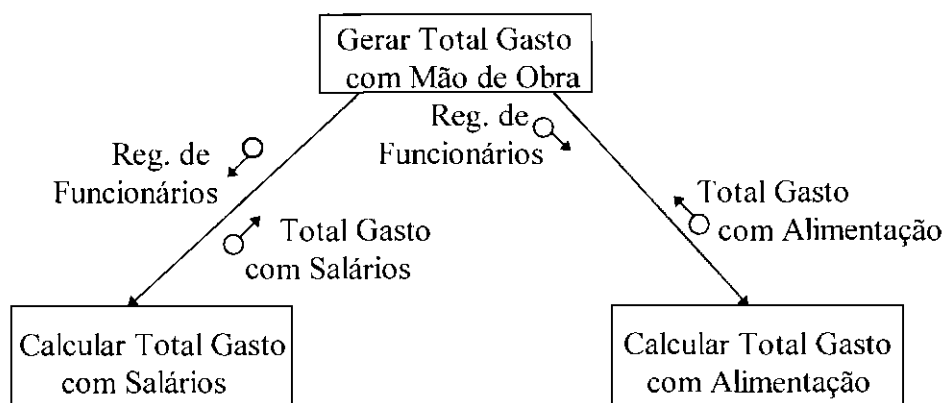 Gerar Total Gasto
com Mão de Obra
Reg. de
Funcionários
Reg. de
Funcionários
Total Gasto
com Salários
Total Gasto
com Alimentação
Calcular Total Gasto
com Salários
Calcular Total Gasto
com Alimentação